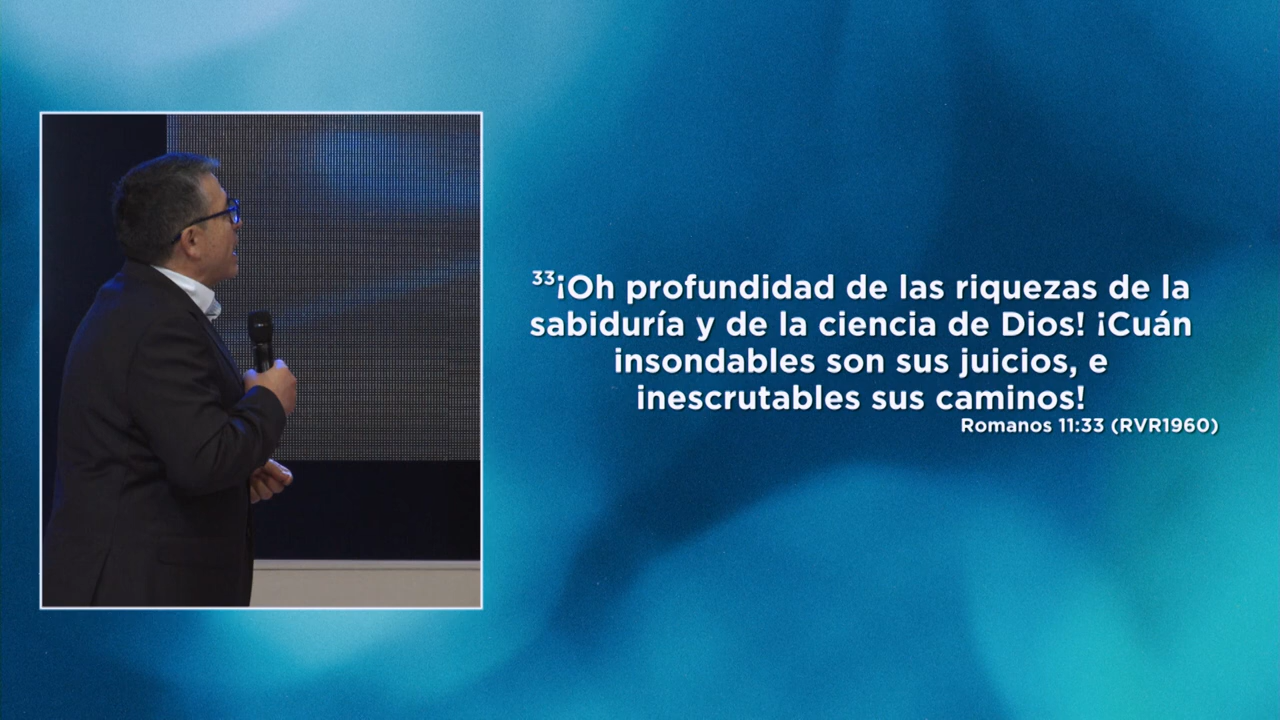 ³³¡Oh profundidad de las riquezas de la
sabiduría y de la ciencia de Dios! ¡Cuán
insondables son sus juicios, e
inescrutables sus caminos!
Romanos 11:33 (RVR1960)